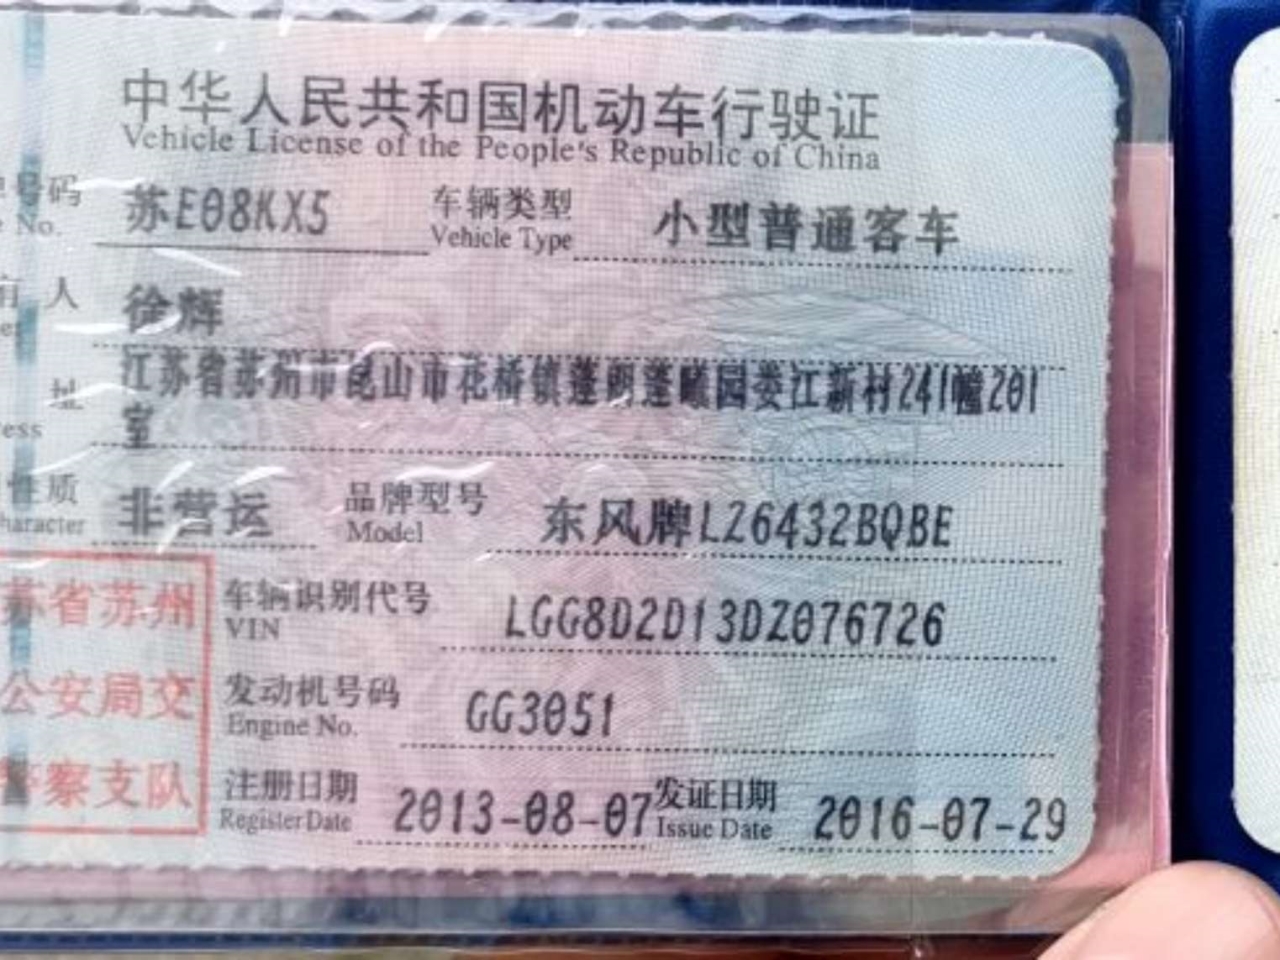 中华人民共和国机动车行驶证
Vehicle License of the People's Republic of China
号码 苏E08KX5 车辆类型 小型普通客车
No. Vehicle Type
人 徐辉
江苏省苏州市昆山市花桥镇蓬朗蓬曦园娄江新村241幢201
址
ess 室
性质 非营运 品牌型号 东风牌LZ6432BQBE
haracter Model
苏省苏州 车辆识别代号 LGG8D2D13DZ076726
VIN
公安局交 发动机号码 GG3051
Engine No.
警察支队 注册日期 2013-08-07 发证日期 2016-07-29
Register Date Issue Date